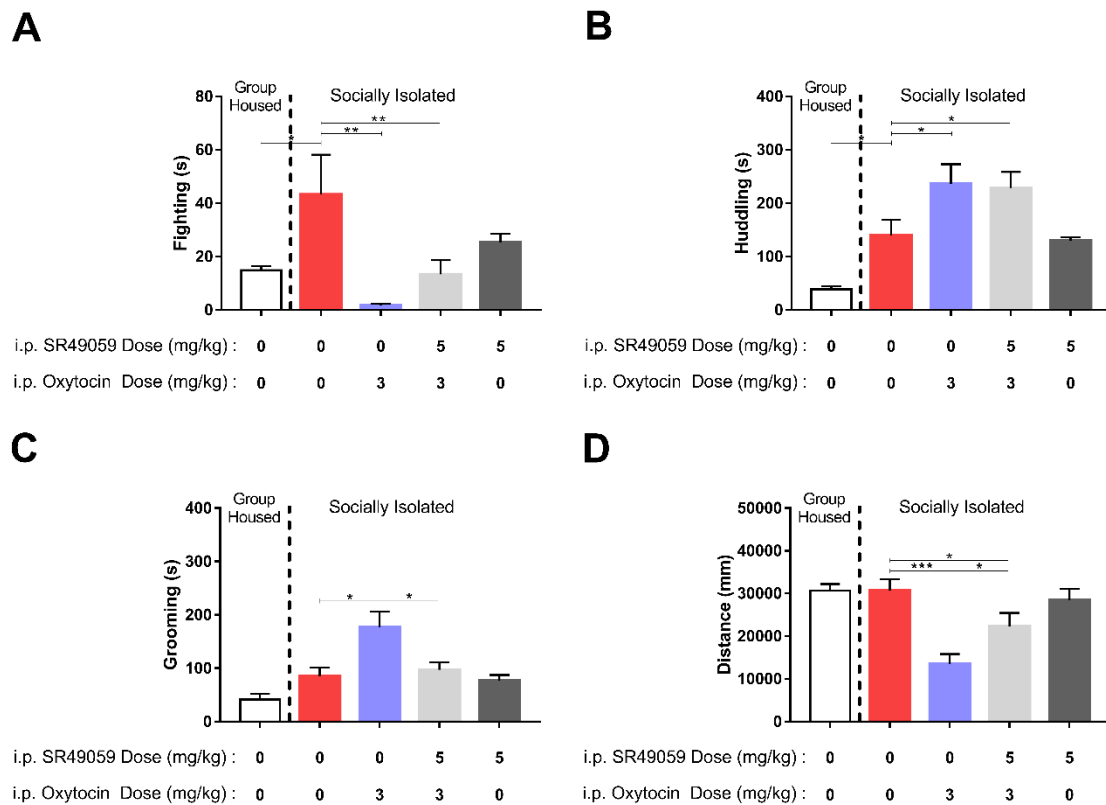 A
Group
Housed
Socially Isolated
80
60
40
20
0
Fighting (s)
*
**
**
i.p. SR49059 Dose (mg/kg) : 0 0 0 5 5
i.p. Oxytocin Dose (mg/kg) : 0 0 3 3 0
B
Group
Housed
Socially Isolated
400
300
200
100
0
Huddling (s)
*
*
*
i.p. SR49059 Dose (mg/kg) : 0 0 0 5 5
i.p. Oxytocin Dose (mg/kg) : 0 0 3 3 0
C
Group
Housed
Socially Isolated
400
300
200
100
0
Grooming (s)
* *
i.p. SR49059 Dose (mg/kg) : 0 0 0 5 5
i.p. Oxytocin Dose (mg/kg) : 0 0 3 3 0
D
Group
Housed
Socially Isolated
50000
40000
30000
20000
10000
0
Distance (mm)
*
*** *
i.p. SR49059 Dose (mg/kg) : 0 0 0 5 5
i.p. Oxytocin Dose (mg/kg) : 0 0 3 3 0